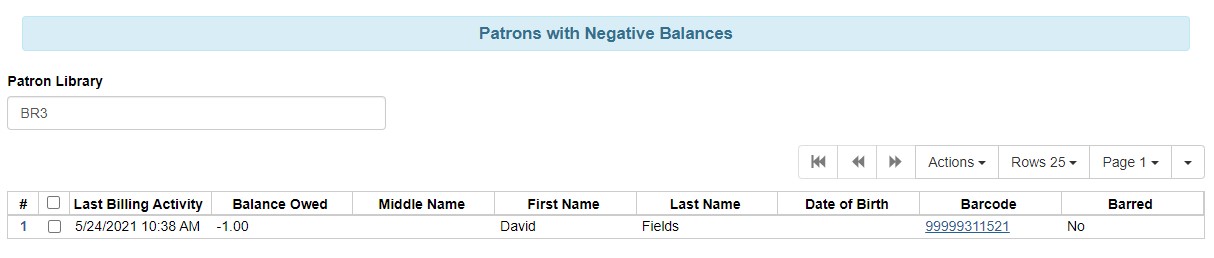 Patrons with Negative Balances
Patron Library
BR3
Actions Rows 25 Page 1
# Last Billing Activity Balance Owed Middle Name First Name Last Name Date of Birth Barcode Barred
1 5/24/2021 10:38 AM -1.00 David Fields 99999311521 No